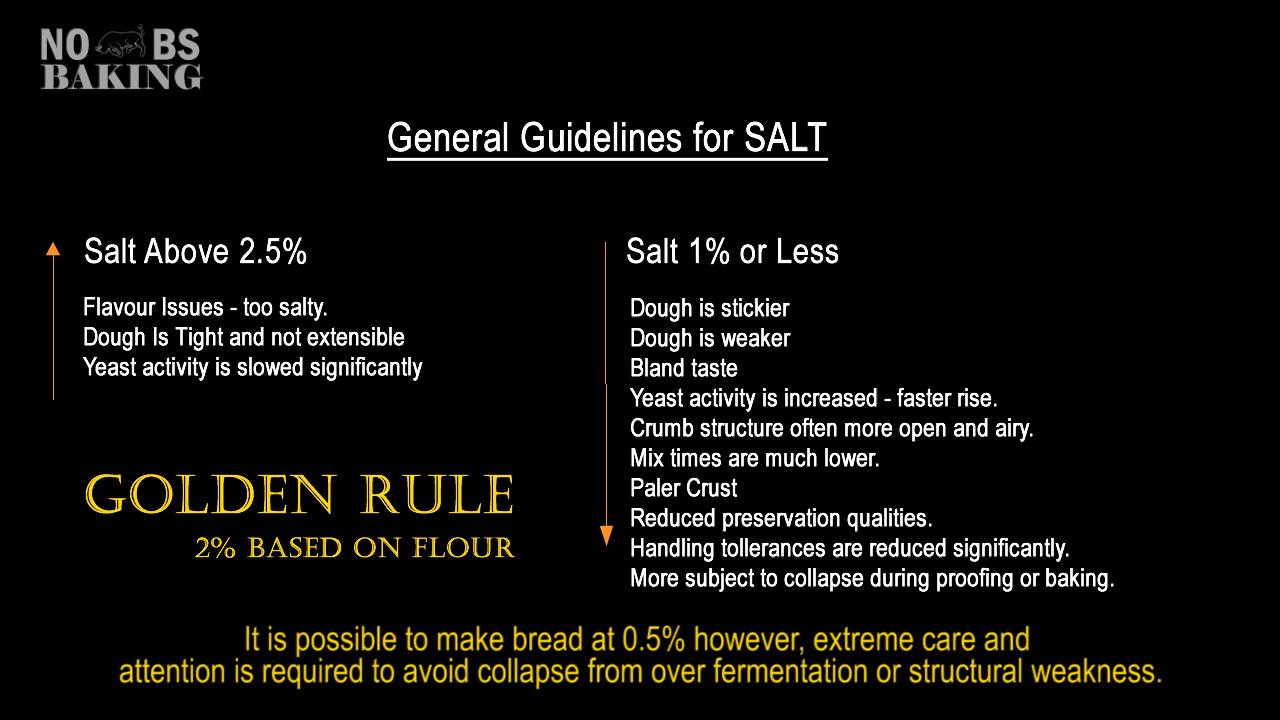 NO BS
BAKING
General Guidelines for SALT
Salt Above 2.5%
Flavour Issues - too salty.
Dough Is Tight and not extensible
Yeast activity is slowed significantly
GOLDEN RULE
2% BASED ON FLOUR
Salt 1% or Less
Dough is stickier
Dough is weaker
Bland taste
Yeast activity is increased - faster rise.
Crumb structure often more open and airy.
Mix times are much lower.
Paler Crust
Reduced preservation qualities.
Handling tollerances are reduced significantly.
More subject to collapse during proofing or baking.
It is possible to make bread at 0.5% however, extreme care and
attention is required to avoid collapse from over fermentation or structural weakness.